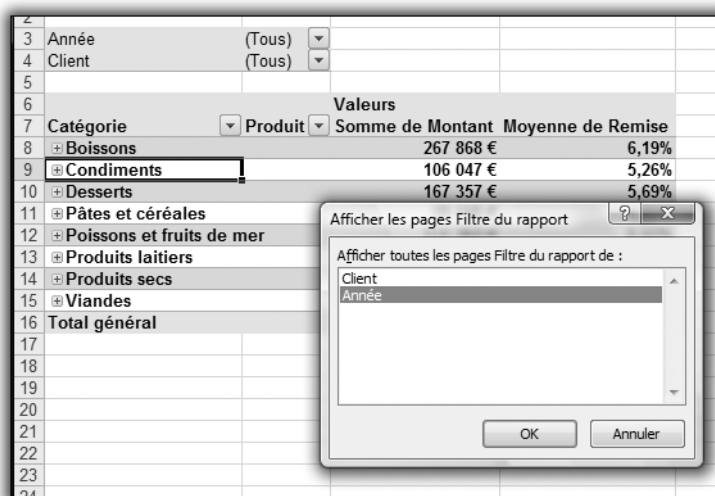 2
3 Année (Tous)
4 Client (Tous)
5
6 Valeurs
7 Catégorie Produit Somme de Montant Moyenne de Remise
8 Boissons 267 868 € 6,19%
9 Condiments 106 047 € 5,26%
10 Desserts 167 357 € 5,69%
11 Pâtes et céréales
12 Poissons et fruits de mer
13 Produits laitiers
14 Produits secs
15 Viandes
16 Total général
17
18
19
20
21
22
23
24
Afficher les pages Filtre du rapport
Afficher toutes les pages Filtre du rapport de :
Client
Année
OK Annuler